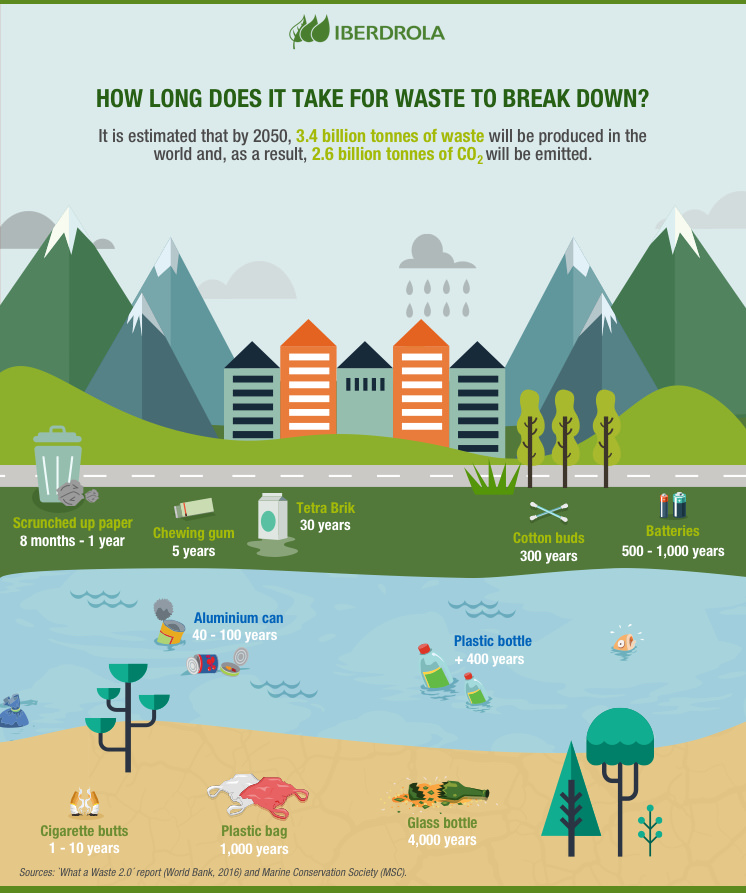 IBERDROLA
HOW LONG DOES IT TAKE FOR WASTE TO BREAK DOWN?
It is estimated that by 2050, 3.4 billion tonnes of waste will be produced in the
world and, as a result, 2.6 billion tonnes of CO₂ will be emitted.
Scrunched up paper
8 months - 1 year
Chewing gum
5 years
Tetra Brik
30 years
Cotton buds
300 years
Batteries
500 - 1,000 years
Aluminium can
40 - 100 years
Plastic bottle
+ 400 years
Cigarette butts
1 - 10 years
Plastic bag
1,000 years
Glass bottle
4,000 years
Sources: `What a Waste 2.0´ report (World Bank, 2016) and Marine Conservation Society (MSC).